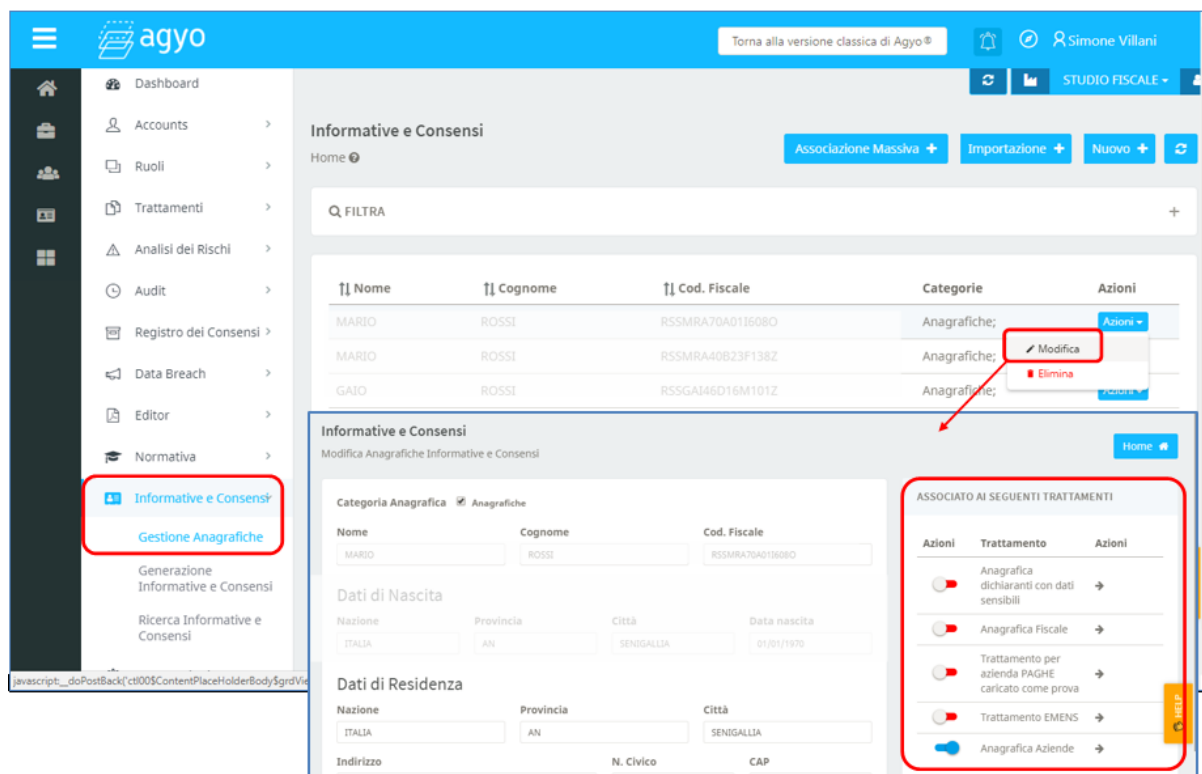 agyo
Torna alla versione classica di Agyo®
Simone Villani
STUDIO FISCALE
Dashboard
Accounts
Ruoli
Trattamenti
Analisi dei Rischi
Audit
Registro dei Consensi
Data Breach
Editor
Normativa
Informative e Consensi
Gestione Anagrafiche
Generazione
Informative e Consensi
Ricerca Informative e
Consensi
javascript:__doPostBack('ctl00$ContentPlaceHolderBody$grdVie
Informative e Consensi
Home
Associazione Massiva +
Importazione +
Nuovo +
FILTRA
Nome Cognome Cod. Fiscale Categorie Azioni
MARIO ROSSI RSSMRA70A01I608O Anagrafiche; Azioni
MARIO ROSSI RSSMRA40B23F138Z Anagrafiche;
GAIO ROSSI RSSGAI46D16M101Z Anagrafiche; Azioni
Modifica
Elimina
Informative e Consensi
Modifica Anagrafiche Informative e Consensi
Home
Categoria Anagrafica Anagrafiche
Nome Cognome Cod. Fiscale
MARIO ROSSI RSSMRA70A01I608O
Dati di Nascita
Nazione Provincia Città Data nascita
ITALIA AN SENIGALLIA 01/01/1970
Dati di Residenza
Nazione Provincia Città
ITALIA AN SENIGALLIA
Indirizzo N. Civico CAP
ASSOCIATO AI SEGUENTI TRATTAMENTI
Azioni Trattamento Azioni
Anagrafica
dichiaranti con dati
sensibili
Anagrafica Fiscale
Trattamento per
azienda PAGHE
caricato come prova
Trattamento EMENS
Anagrafica Aziende
HELP